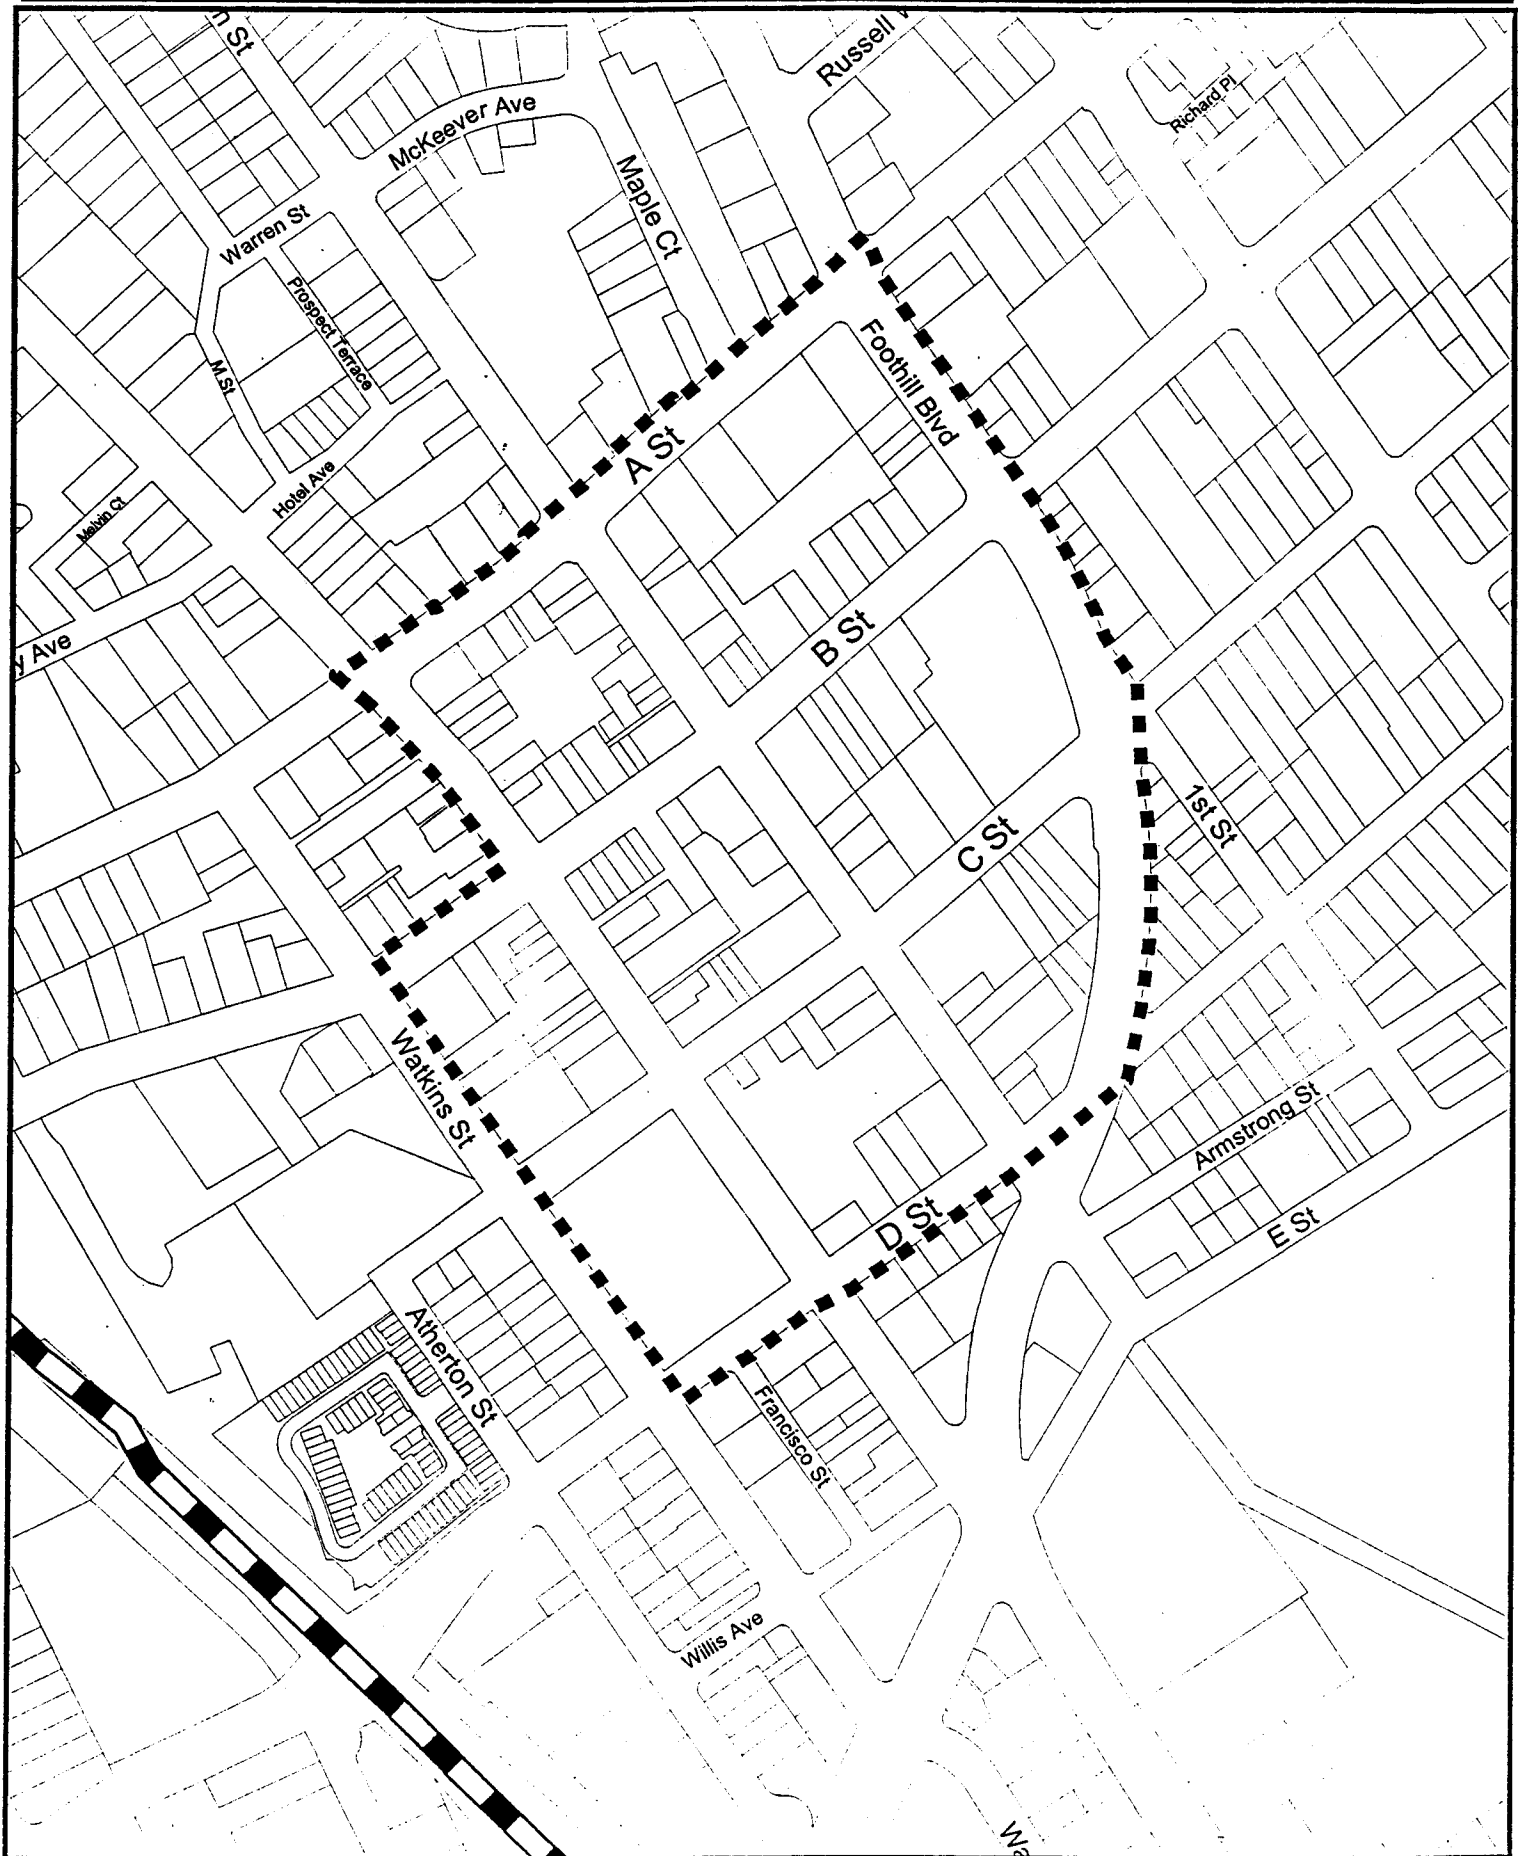 n St
Russell
McKeever Ave
Richard Pl
Maple Ct
Warren St
Prospect Terrace
M St
Foothill Blvd
A St
Hotel Ave
Melvin Ct
y Ave
B St
1st St
C St
Watkins St
Armstrong St
D St
E St
Atherton St
Francisco St
Willis Ave
Wa